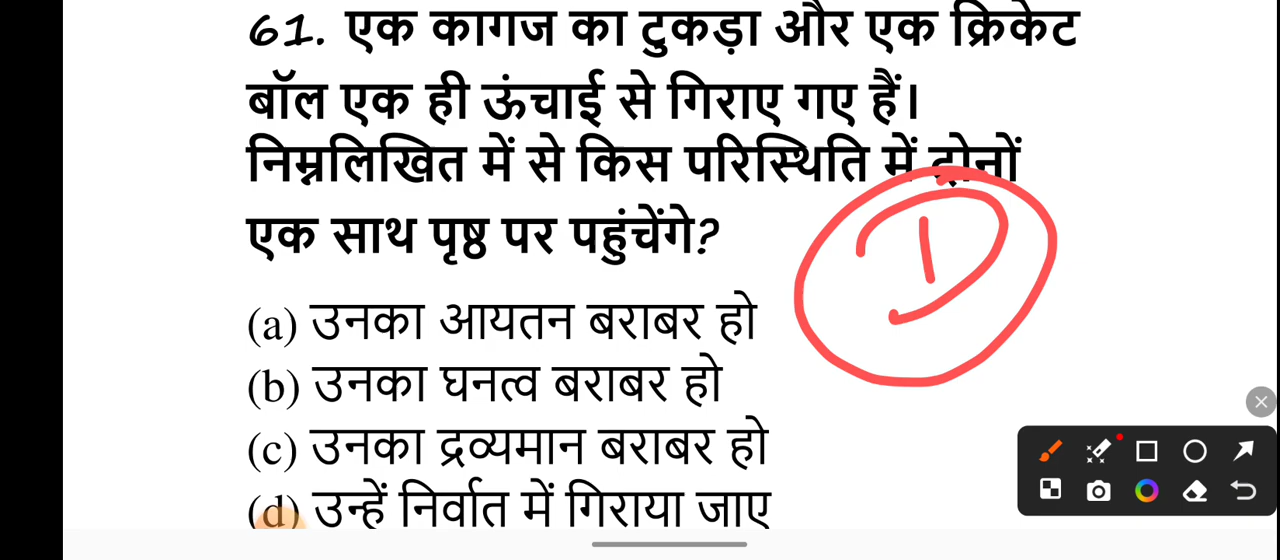 61. एक कागज का टुकड़ा और एक क्रिकेट
बॉल एक ही ऊंचाई से गिराए गए हैं।
निम्नलिखित में से किस परिस्थिति में दोनों
एक साथ पृष्ठ पर पहुंचेंगे?
D
(a) उनका आयतन बराबर हो
(b) उनका घनत्व बराबर हो
(c) उनका द्रव्यमान बराबर हो
(d) उन्हें निर्वात में गिराया जाए